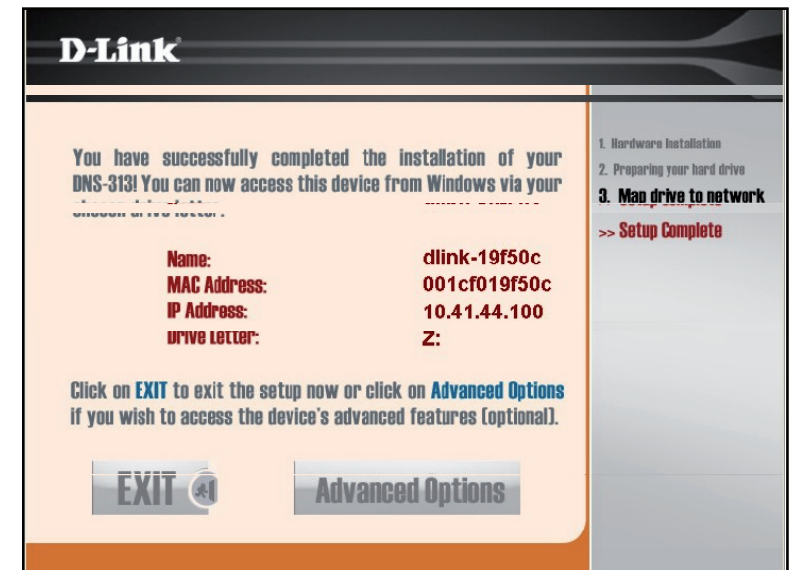 D-Link
You have successfully completed the installation of your
DNS-313! You can now access this device from Windows via your
chosen drive letter.
Name: dlink-19f50c
MAC Address: 001cf019f50c
IP Address: 10.41.44.100
Drive Letter: Z:
Click on EXIT to exit the setup now or click on Advanced Options
if you wish to access the device's advanced features (optional).
EXIT
Advanced Options
1. Hardware Installation
2. Preparing your hard drive
3. Map drive to network
>> Setup Complete